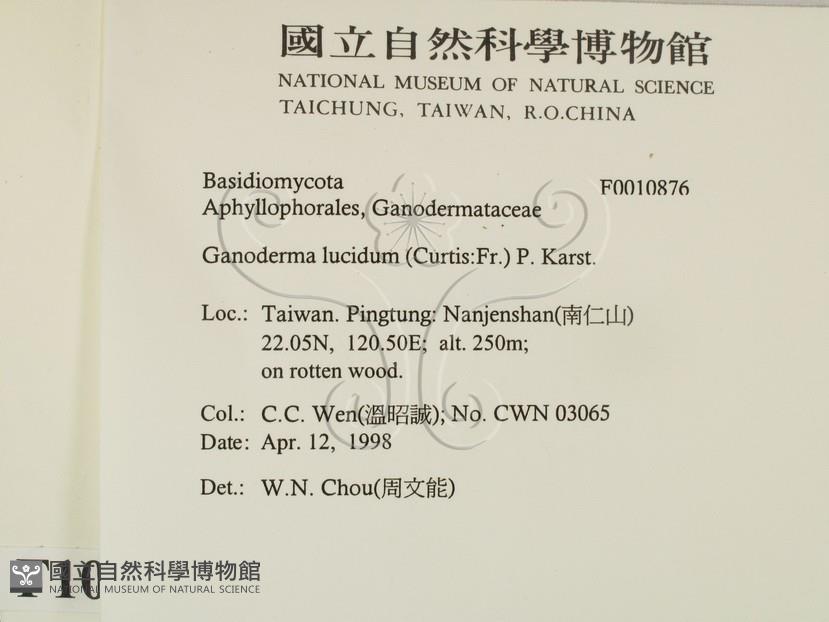 國立自然科學博物館
NATIONAL MUSEUM OF NATURAL SCIENCE
TAICHUNG, TAIWAN, R.O.CHINA
Basidiomycota F0010876
Aphyllophorales, Ganodermataceae
Ganoderma lucidum (Curtis:Fr.) P. Karst.
Loc.: Taiwan. Pingtung: Nanjenshan(南仁山)
22.05N, 120.50E; alt. 250m;
on rotten wood.
Col.: C.C. Wen(溫昭誠); No. CWN 03065
Date: Apr. 12, 1998
Det.: W.N. Chou(周文能)
國立自然科學博物館
NATIONAL MUSEUM OF NATURAL SCIENCE